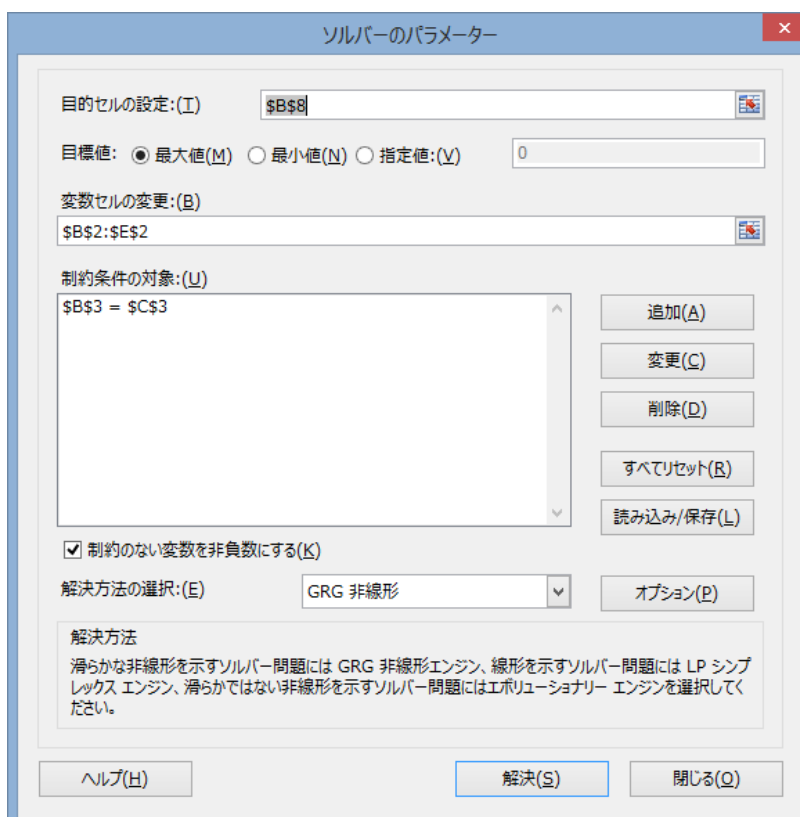 ソルバーのパラメーター
目的セルの設定:(T) $B$8
目標値: 最大値(M) 最小値(N) 指定値:(V) 0
変数セルの変更:(B)
$B$2:$E$2
制約条件の対象:(U)
$B$3 = $C$3
追加(A)
変更(C)
削除(D)
すべてリセット(R)
読み込み/保存(L)
制約のない変数を非負数にする(K)
解決方法の選択:(E) GRG 非線形 オプション(P)
解決方法
滑らかな非線形を示すソルバー問題には GRG 非線形エンジン、線形を示すソルバー問題には LP シンプ
レックス エンジン、滑らかではない非線形を示すソルバー問題にはエボリューショナリー エンジンを選択してく
ださい。
ヘルプ(H) 解決(S) 閉じる(O)